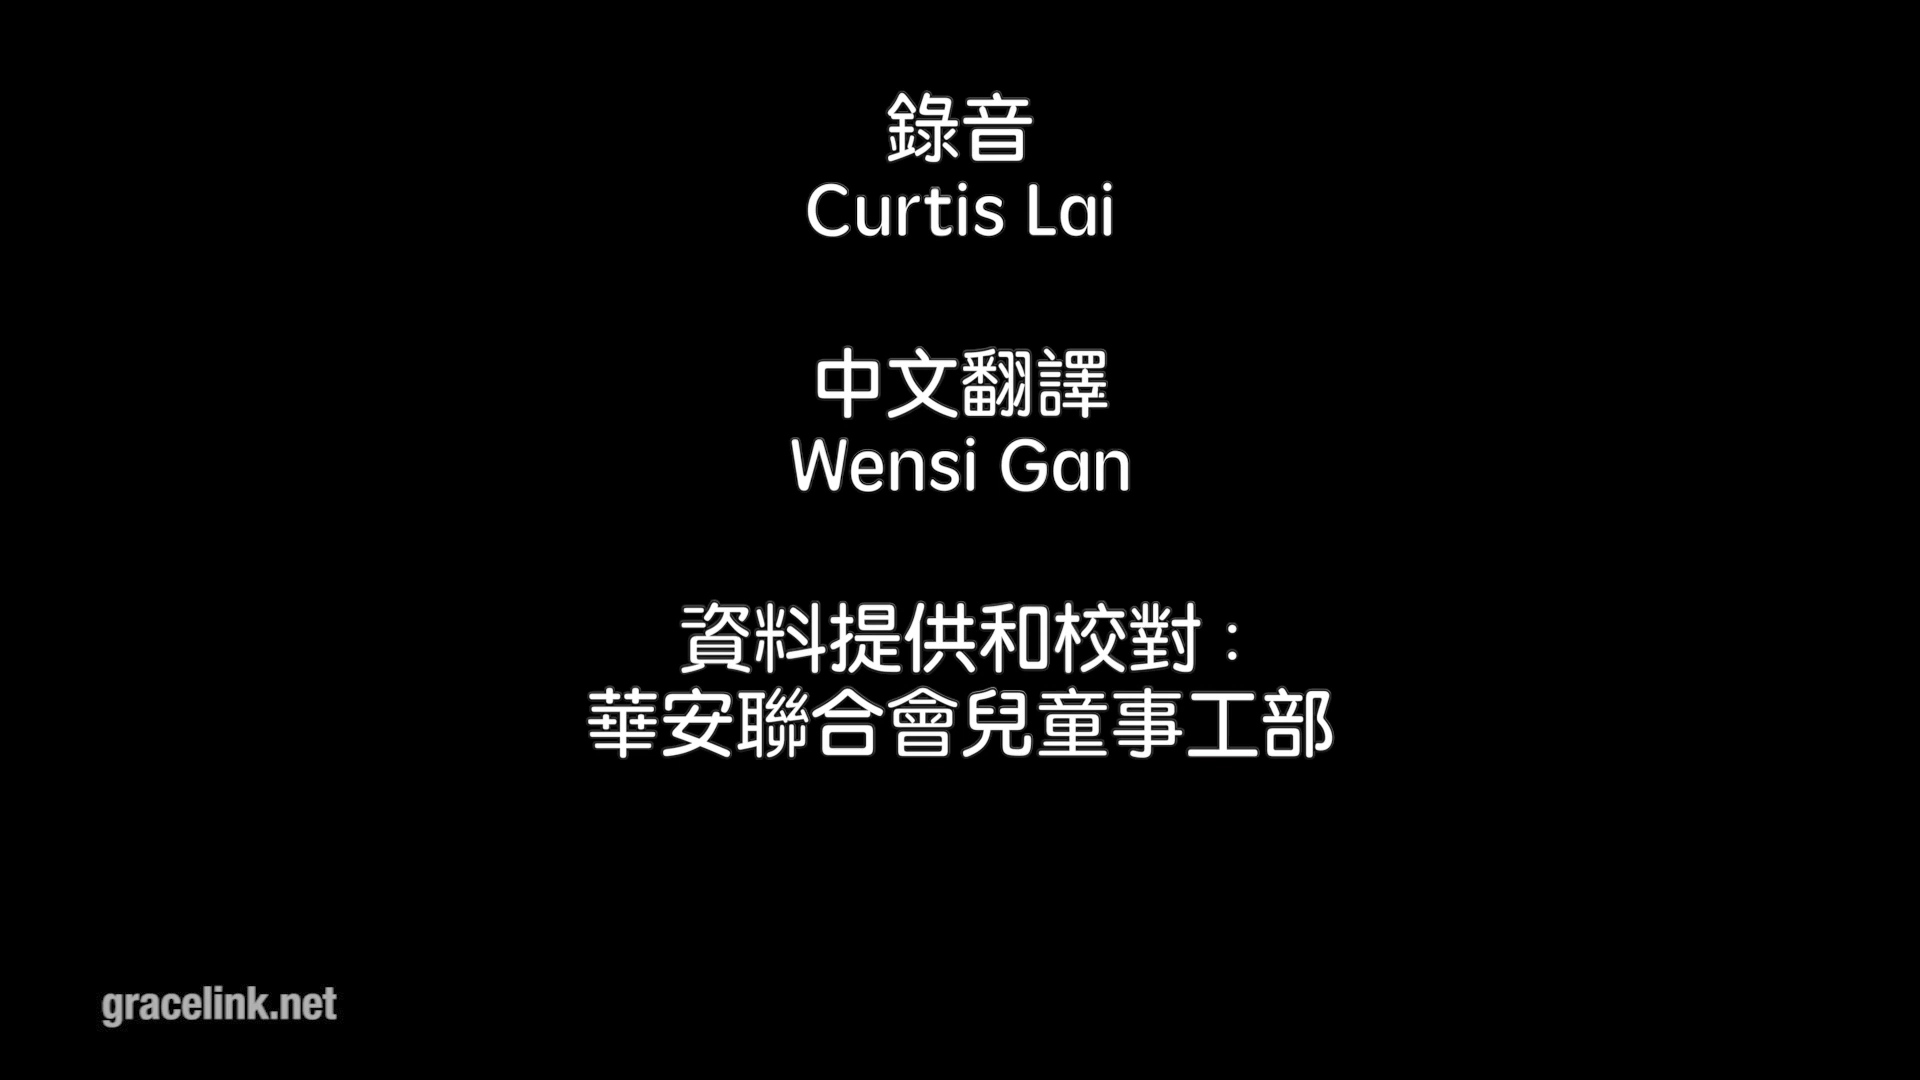 錄音
Curtis Lai
中文翻譯
Wensi Gan
資料提供和校對：
華安聯合會兒童事工部
gracelink.net